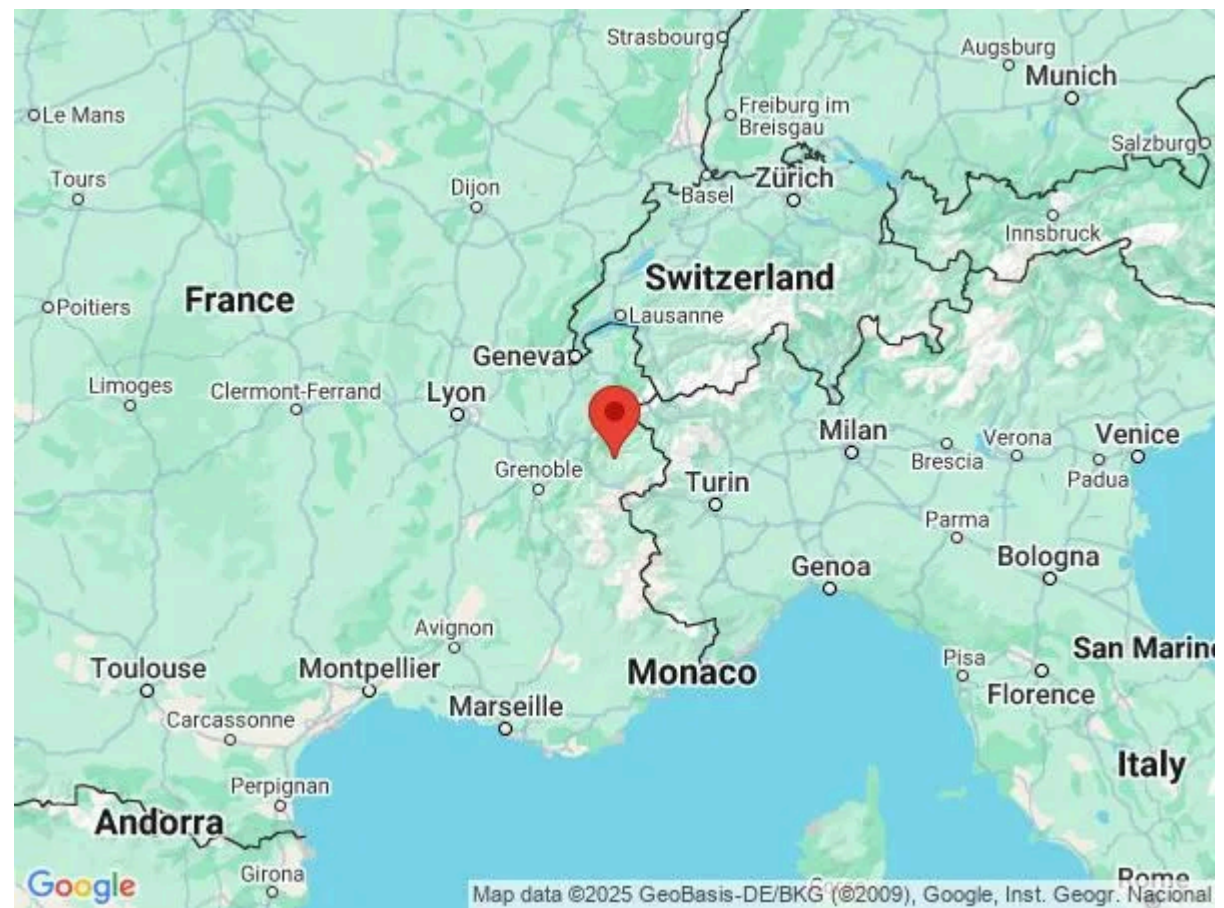 Strasbourg
Augsburg
Munich
Le Mans
Freiburg im
Breisgau
Salzburg
Tours
Dijon
Basel
Zürich
Innsbruck
Switzerland
France
Poitiers
Lausanne
Geneva
Limoges
Clermont-Ferrand
Lyon
Milan
Verona
Venice
Brescia
Padua
Grenoble
Turin
Parma
Bologna
Genoa
Avignon
San Marin
Toulouse
Montpellier
Monaco
Pisa
Florence
Marseille
Carcassonne
Italy
Perpignan
Andorra
Girona
Rome
Google
Map data ©2025 GeoBasis-DE/BKG (©2009), Google, Inst. Geogr. Nacional